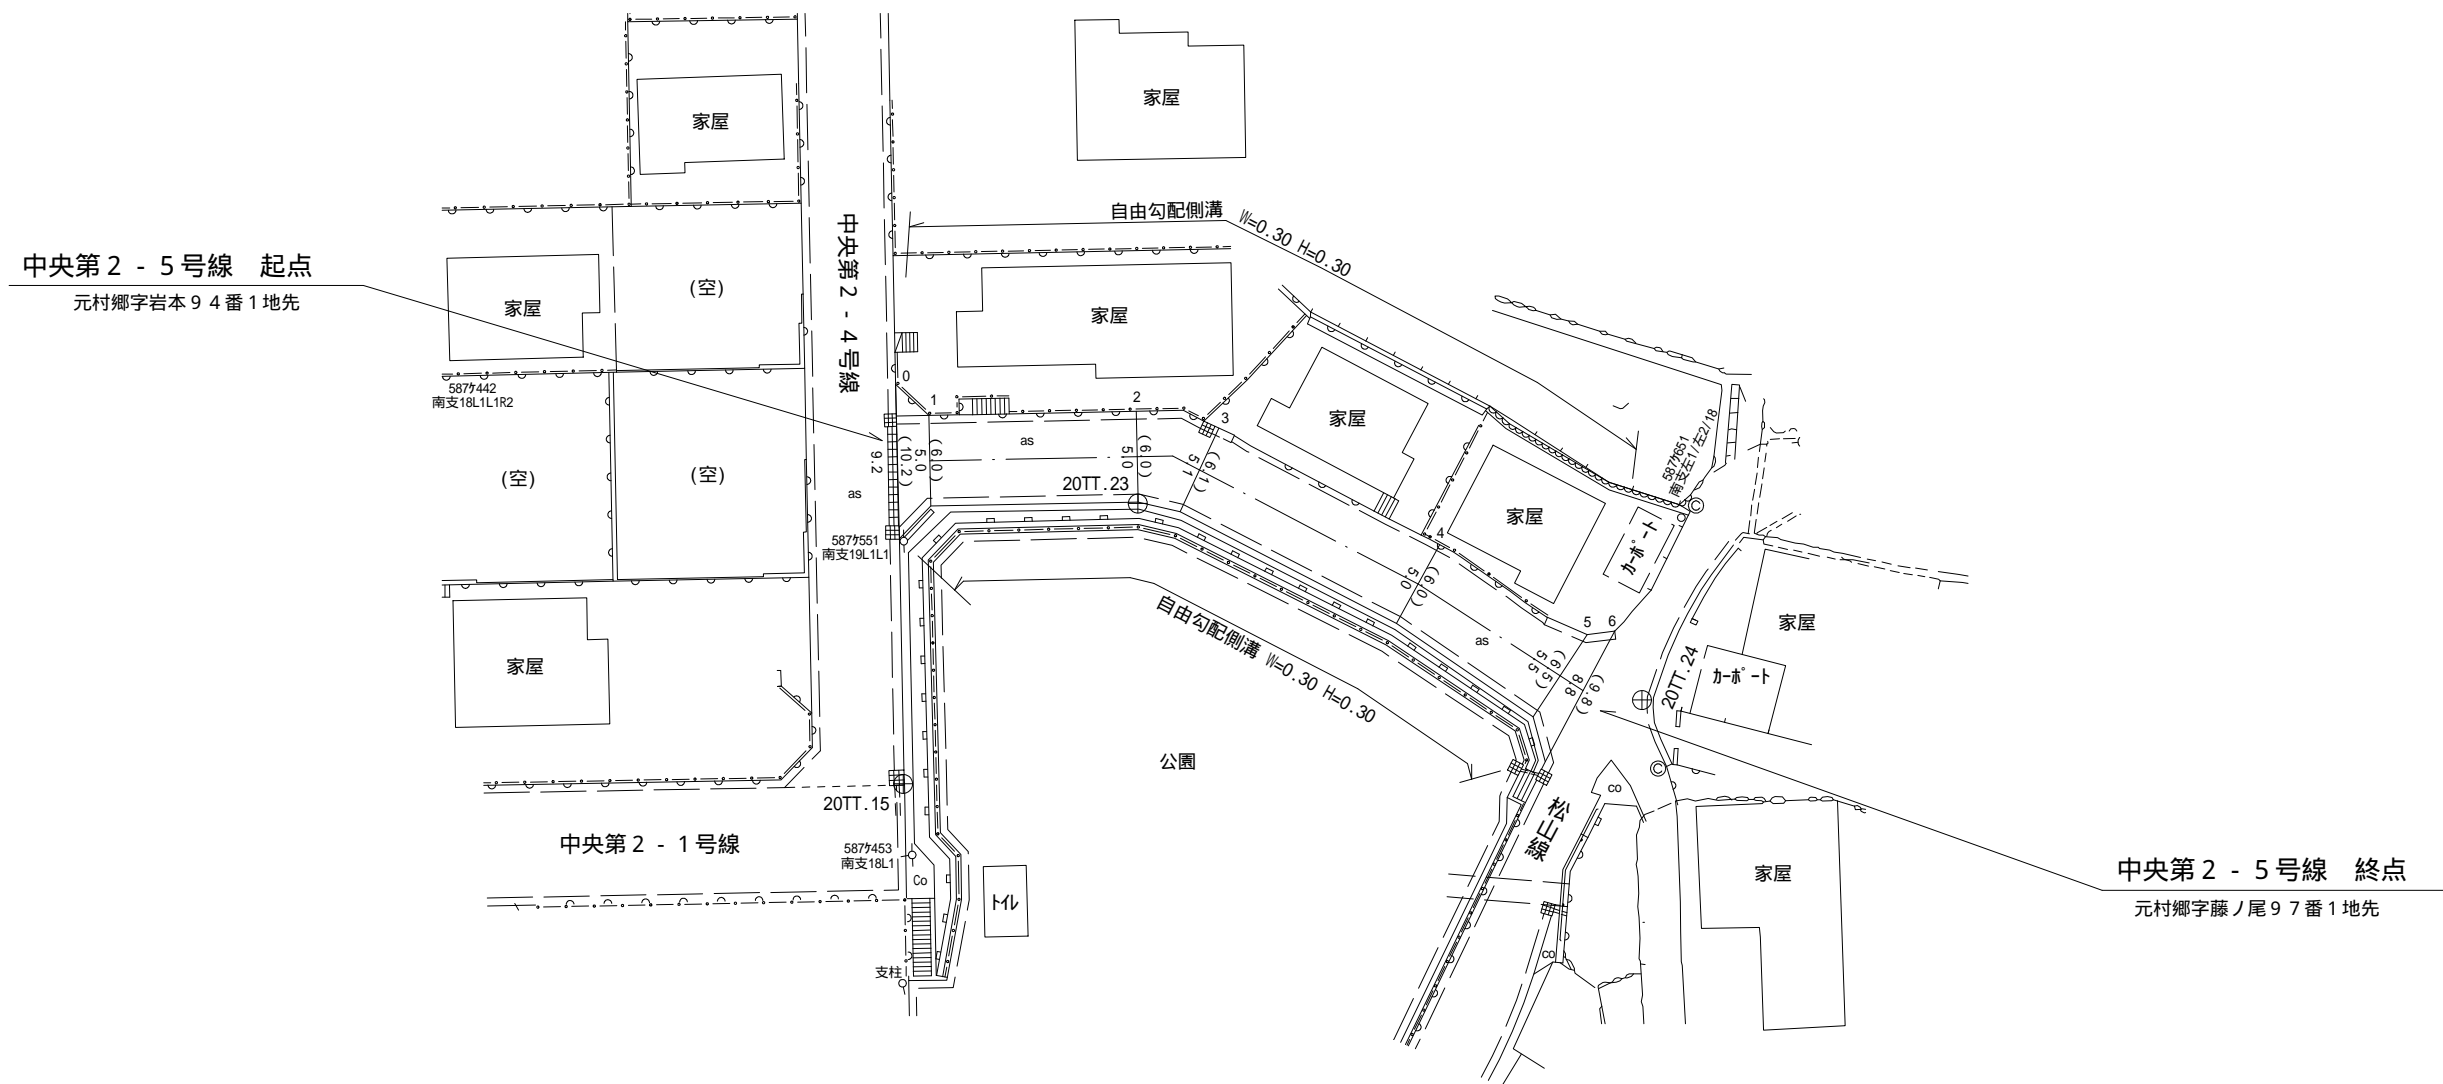 家屋
家屋
自由勾配側溝 W=0.30 H=0.30
中央第２-４号線
中央第２-５号線　起点
元村郷字岩本９４番１地先
家屋
(空)
家屋
587ｹ442
南支18L1L1R2
0
1
2
3
4
5
6
家屋
587ｹ651
南支左1/左2/18
(空)
(空)
as
as
(10.2)
9.2
(6.0)
5.0
(6.0)
5.0
(6.1)
5.1
20TT.23
家屋
ｶｰﾎﾟｰﾄ
587ｹ551
南支19L1L1
(6.0)
5.0
as
(6.5)
5.5
(9.8)
8.8
自由勾配側溝 W=0.30 H=0.30
家屋
家屋
20TT.24
ｶｰﾎﾟｰﾄ
公園
20TT.15
中央第２-１号線
587ｹ453
南支18L1
Co
ﾄｲﾚ
松山線
co
家屋
中央第２-５号線　終点
元村郷字藤ノ尾９７番１地先
支柱
co